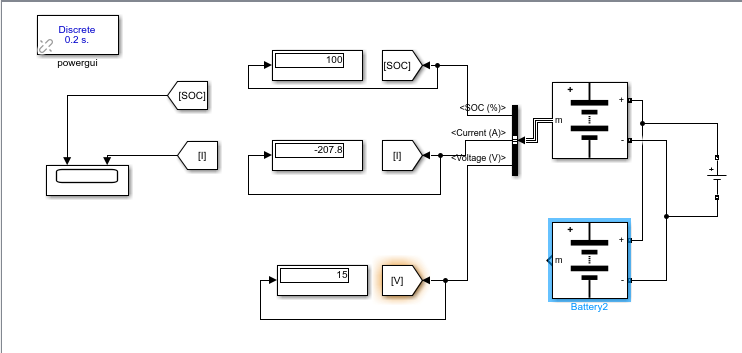 Discrete
0.2 s.
powergui
[SOC]
[I]
100
[SOC]
-207.8
[I]
15
[V]
<SOC (%)>
<Current (A)>
<Voltage (V)>
m
+
-
+
m
+
-
Battery2